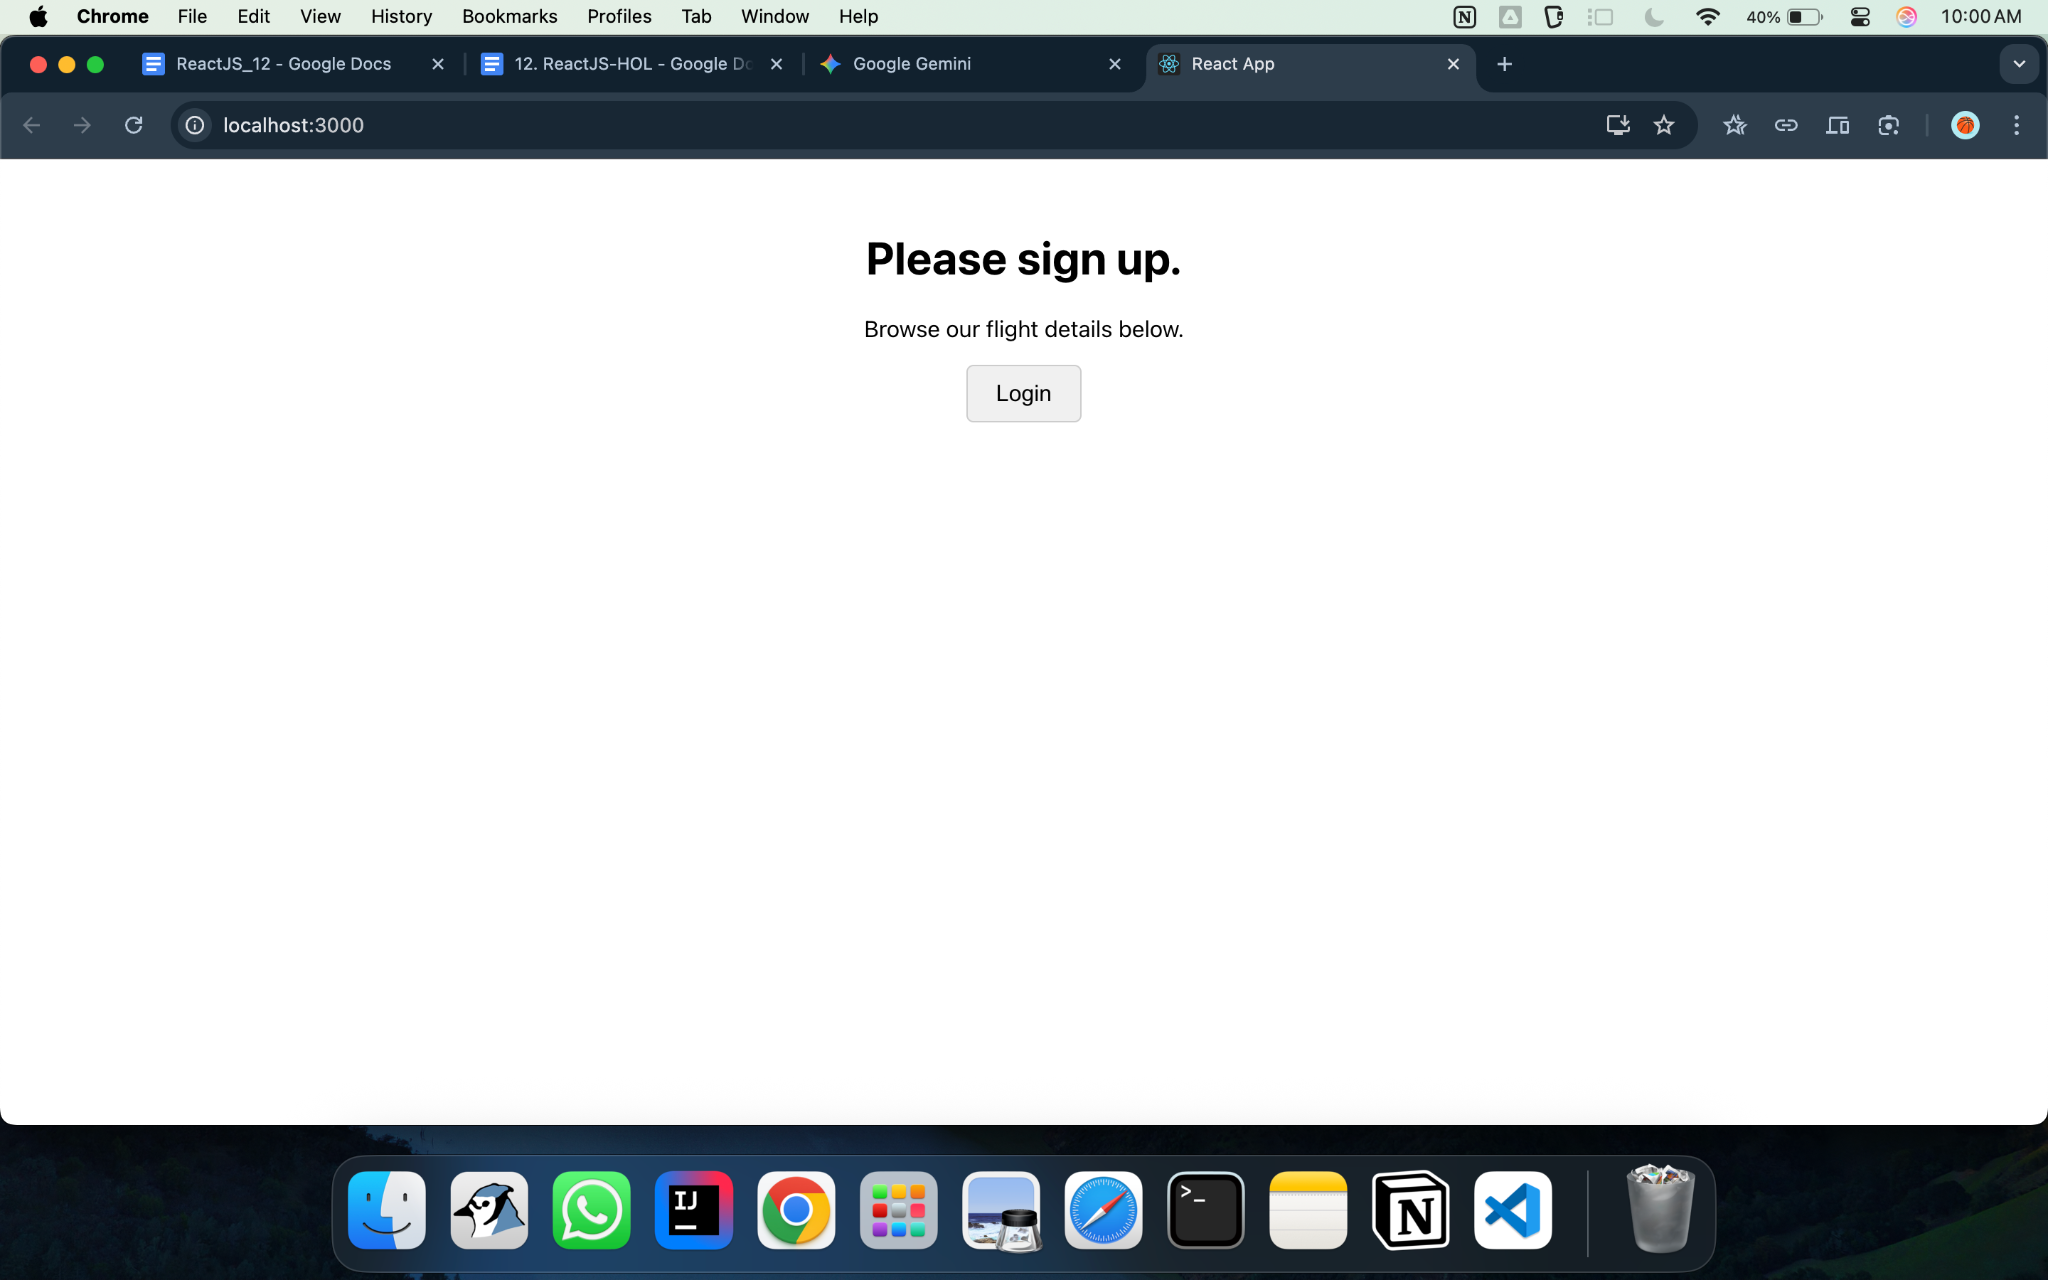 Chrome File Edit View History Bookmarks Profiles Tab Window Help 40% 10:00 AM
ReactJS_12 - Google Docs 12. ReactJS-HOL - Google Do Google Gemini React App
localhost:3000
Please sign up.
Browse our flight details below.
Login